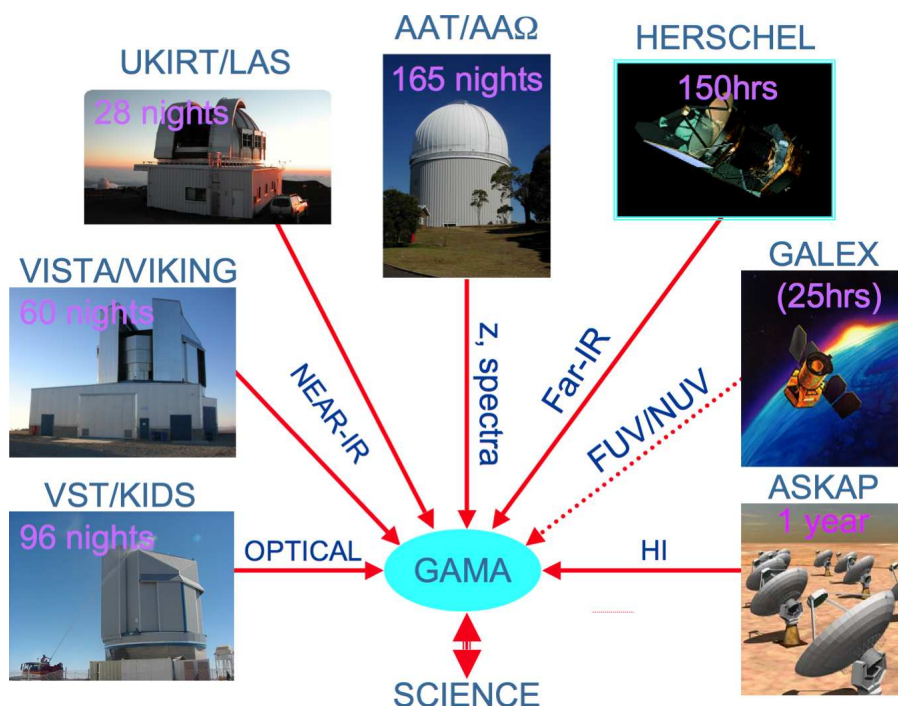 AAT/AAΩ
HERSCHEL
UKIRT/LAS
165 nights
150hrs
28 nights
VISTA/VIKING
GALEX
60 nights
(25hrs)
NEAR-IR
z, spectra
Far-IR
FUV/NUV
VST/KIDS
ASKAP
96 nights
1 year
OPTICAL
GAMA
HI
SCIENCE